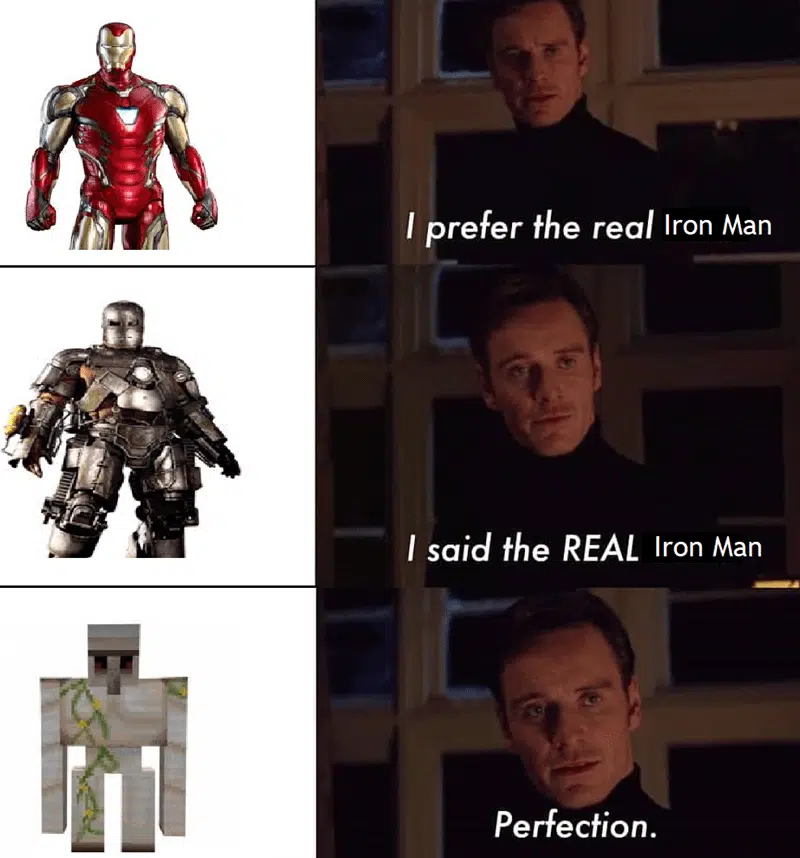 I prefer the real Iron Man
I said the REAL Iron Man
Perfection.